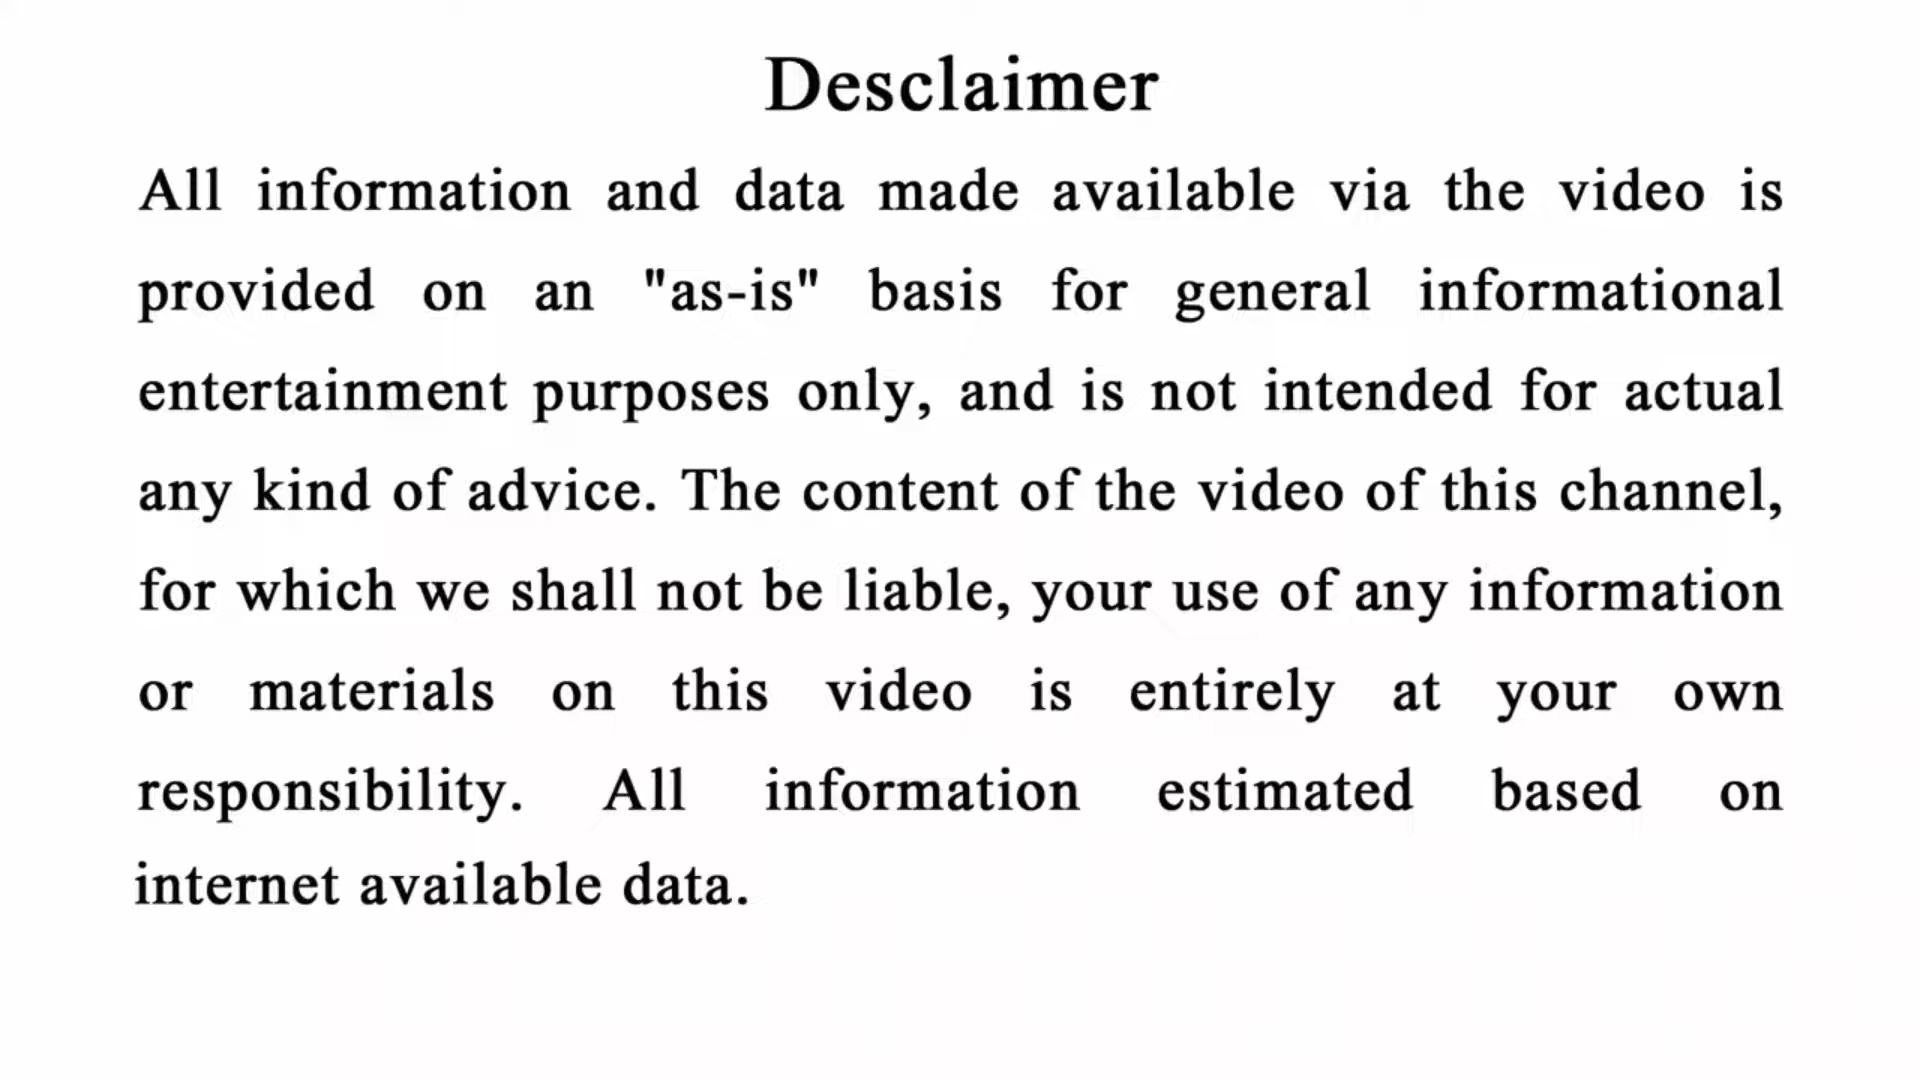 Desclaimer
All information and data made available via the video is
provided on an "as-is" basis for general informational
entertainment purposes only, and is not intended for actual
any kind of advice. The content of the video of this channel,
for which we shall not be liable, your use of any information
or materials on this video is entirely at your own
responsibility. All information estimated based on
internet available data.